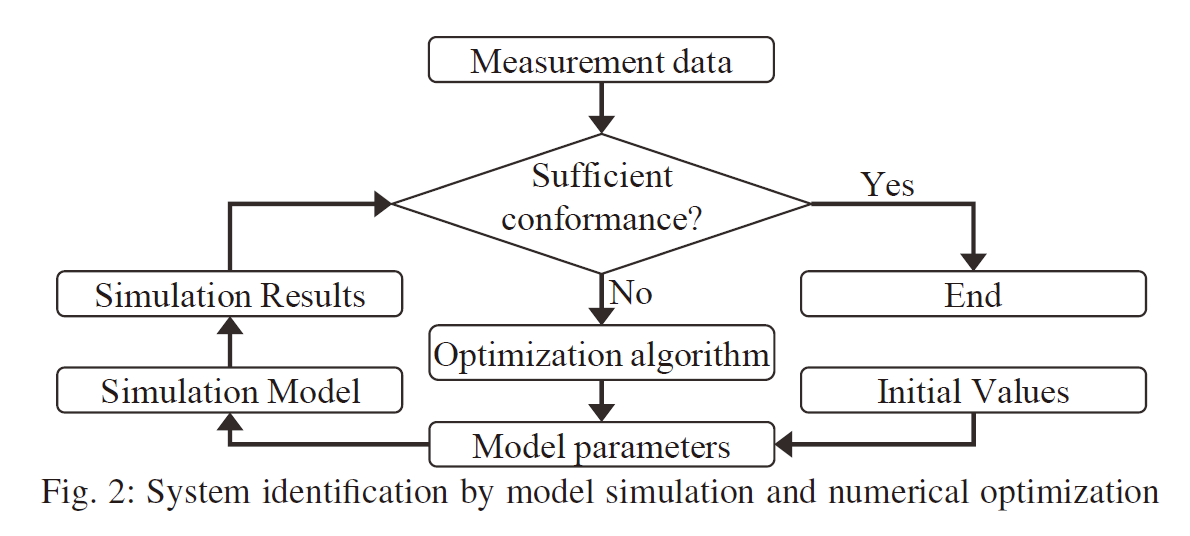 Measurement data
Sufficient
conformance?
Yes
Simulation Results
No
End
Optimization algorithm
Simulation Model
Initial Values
Model parameters
Fig. 2: System identification by model simulation and numerical optimization